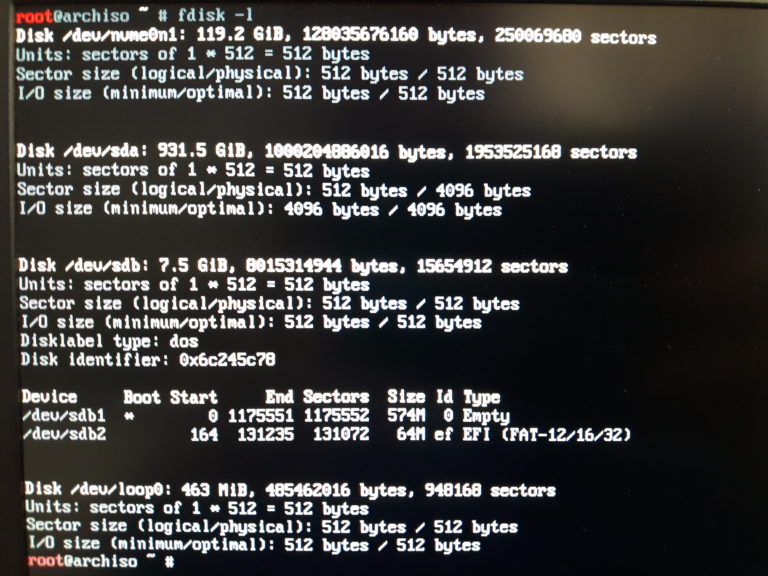 root@archiso ~ # fdisk -l
Disk /dev/nvme0n1: 119.2 GiB, 128035676160 bytes, 250069680 sectors
Units: sectors of 1 * 512 = 512 bytes
Sector size (logical/physical): 512 bytes / 512 bytes
I/O size (minimum/optimal): 512 bytes / 512 bytes
Disk /dev/sda: 931.5 GiB, 1000204886016 bytes, 1953525168 sectors
Units: sectors of 1 * 512 = 512 bytes
Sector size (logical/physical): 512 bytes / 4096 bytes
I/O size (minimum/optimal): 4096 bytes / 4096 bytes
Disk /dev/sdb: 7.5 GiB, 8015314944 bytes, 15654912 sectors
Units: sectors of 1 * 512 = 512 bytes
Sector size (logical/physical): 512 bytes / 512 bytes
I/O size (minimum/optimal): 512 bytes / 512 bytes
Disklabel type: dos
Disk identifier: 0x6c245c78
Device Boot Start End Sectors Size Id Type
/dev/sdb1 * 0 1175551 1175552 574M 0 Empty
/dev/sdb2 164 131235 131072 64M ef EFI (FAT-12/16/32)
Disk /dev/loop0: 463 MiB, 485462016 bytes, 948168 sectors
Units: sectors of 1 * 512 = 512 bytes
Sector size (logical/physical): 512 bytes / 512 bytes
I/O size (minimum/optimal): 512 bytes / 512 bytes
root@archiso ~ #